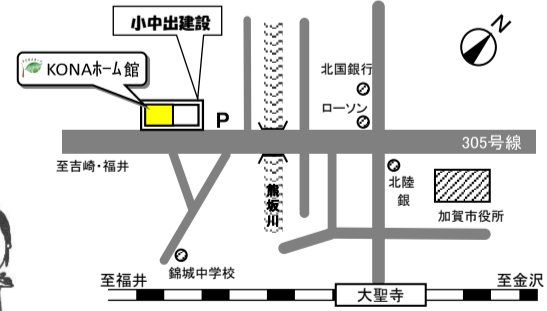 小中出建設
KONAホーム館
P
N
北国銀行
ローソン
305号線
至吉崎・福井
熊坂川
北陸
銀
加賀市役所
錦城中学校
至福井
大聖寺
至金沢